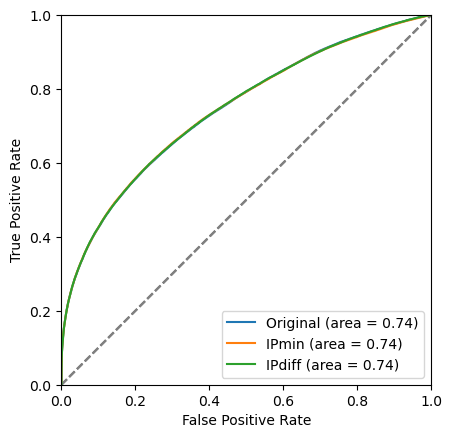 1.0
0.8
0.6
0.4
0.2
0.0
True Positive Rate
Original (area = 0.74)
IPmin (area = 0.74)
IPdiff (area = 0.74)
0.0 0.2 0.4 0.6 0.8 1.0
False Positive Rate